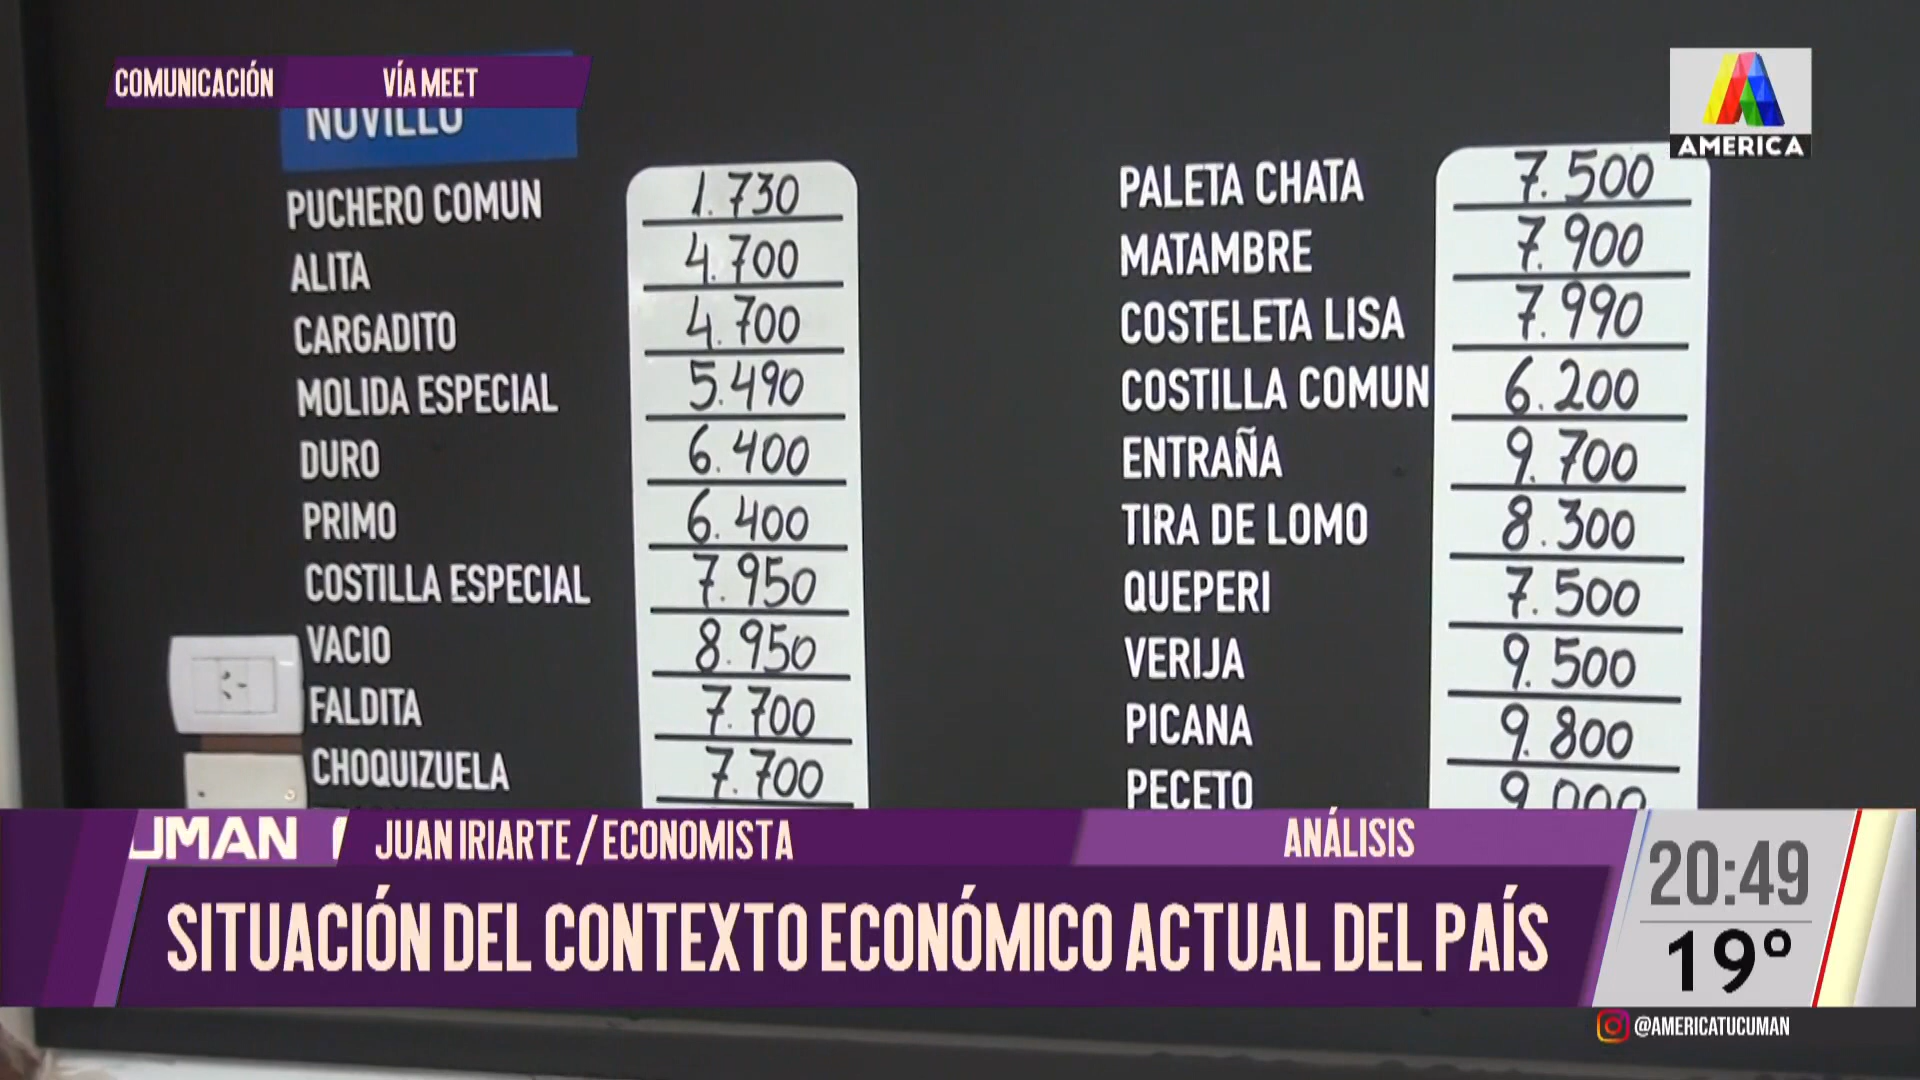 COMUNICACIÓN VÍA MEET
AMERICA
NOVILLO
PUCHERO COMUN 1.730
ALITA 4.700
CARGADITO 4.700
MOLIDA ESPECIAL 5.490
DURO 6.400
PRIMO 6.400
COSTILLA ESPECIAL 7.950
VACIO 8.950
FALDITA 7.700
CHOQUIZUELA 7.700
PALETA CHATA 7.500
MATAMBRE 7.900
COSTELETA LISA 7.990
COSTILLA COMUN 6.200
ENTRAÑA 9.700
TIRA DE LOMO 8.300
QUEPERI 7.500
VERIJA 9.500
PICANA 9.800
PECETO 9.000
UMAN
JUAN IRIARTE / ECONOMISTA
ANÁLISIS
SITUACIÓN DEL CONTEXTO ECONÓMICO ACTUAL DEL PAÍS
20:49
19°
@AMERICATUCUMAN